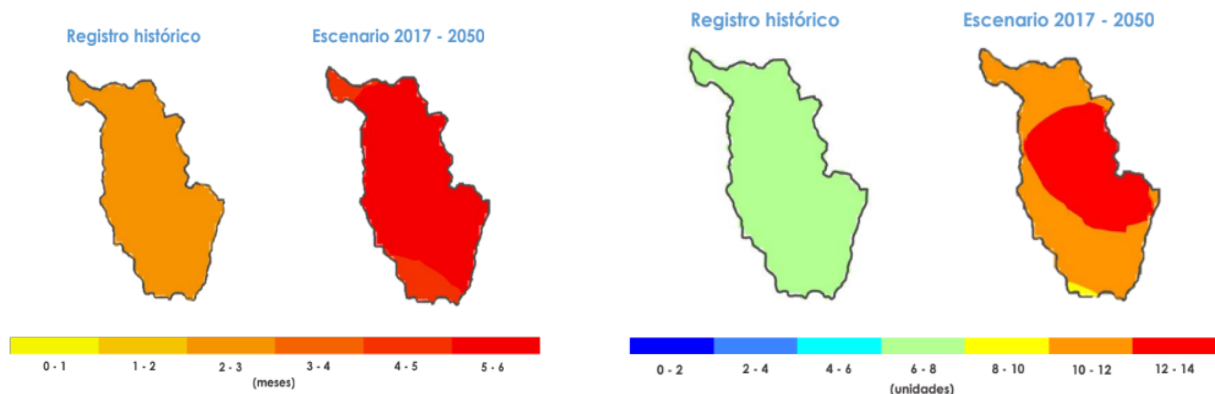 Registro histórico
Escenario 2017 - 2050
0 - 1
1 - 2
2 - 3
3 - 4
4 - 5
5 - 6
(meses)
Registro histórico
Escenario 2017 - 2050
0 - 2
2 - 4
4 - 6
6 - 8
8 - 10
10 - 12
12 - 14
(unidades)